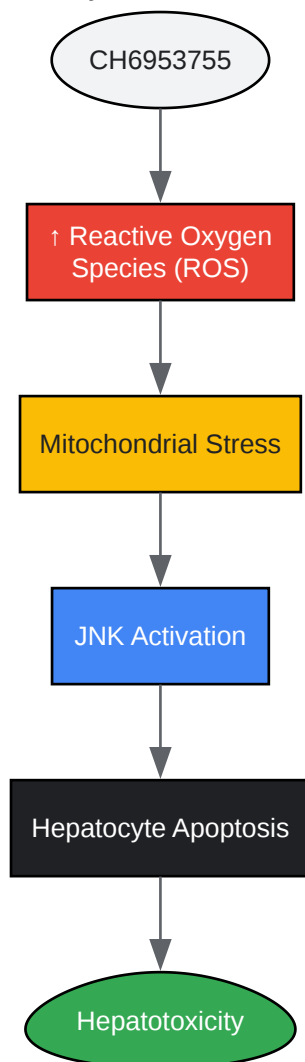 CH6953755
↑ Reactive Oxygen
Species (ROS)
Mitochondrial Stress
JNK Activation
Hepatocyte Apoptosis
Hepatotoxicity